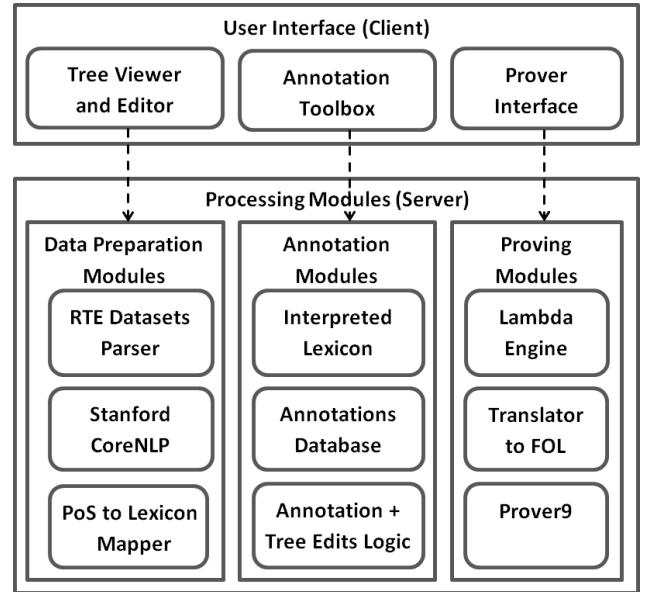 User Interface (Client)
Tree Viewer
and Editor
Annotation
Toolbox
Prover
Interface
Processing Modules (Server)
Data Preparation
Modules
RTE Datasets
Parser
Stanford
CoreNLP
PoS to Lexicon
Mapper
Annotation
Modules
Interpreted
Lexicon
Annotations
Database
Annotation +
Tree Edits Logic
Proving
Modules
Lambda
Engine
Translator
to FOL
Prover9